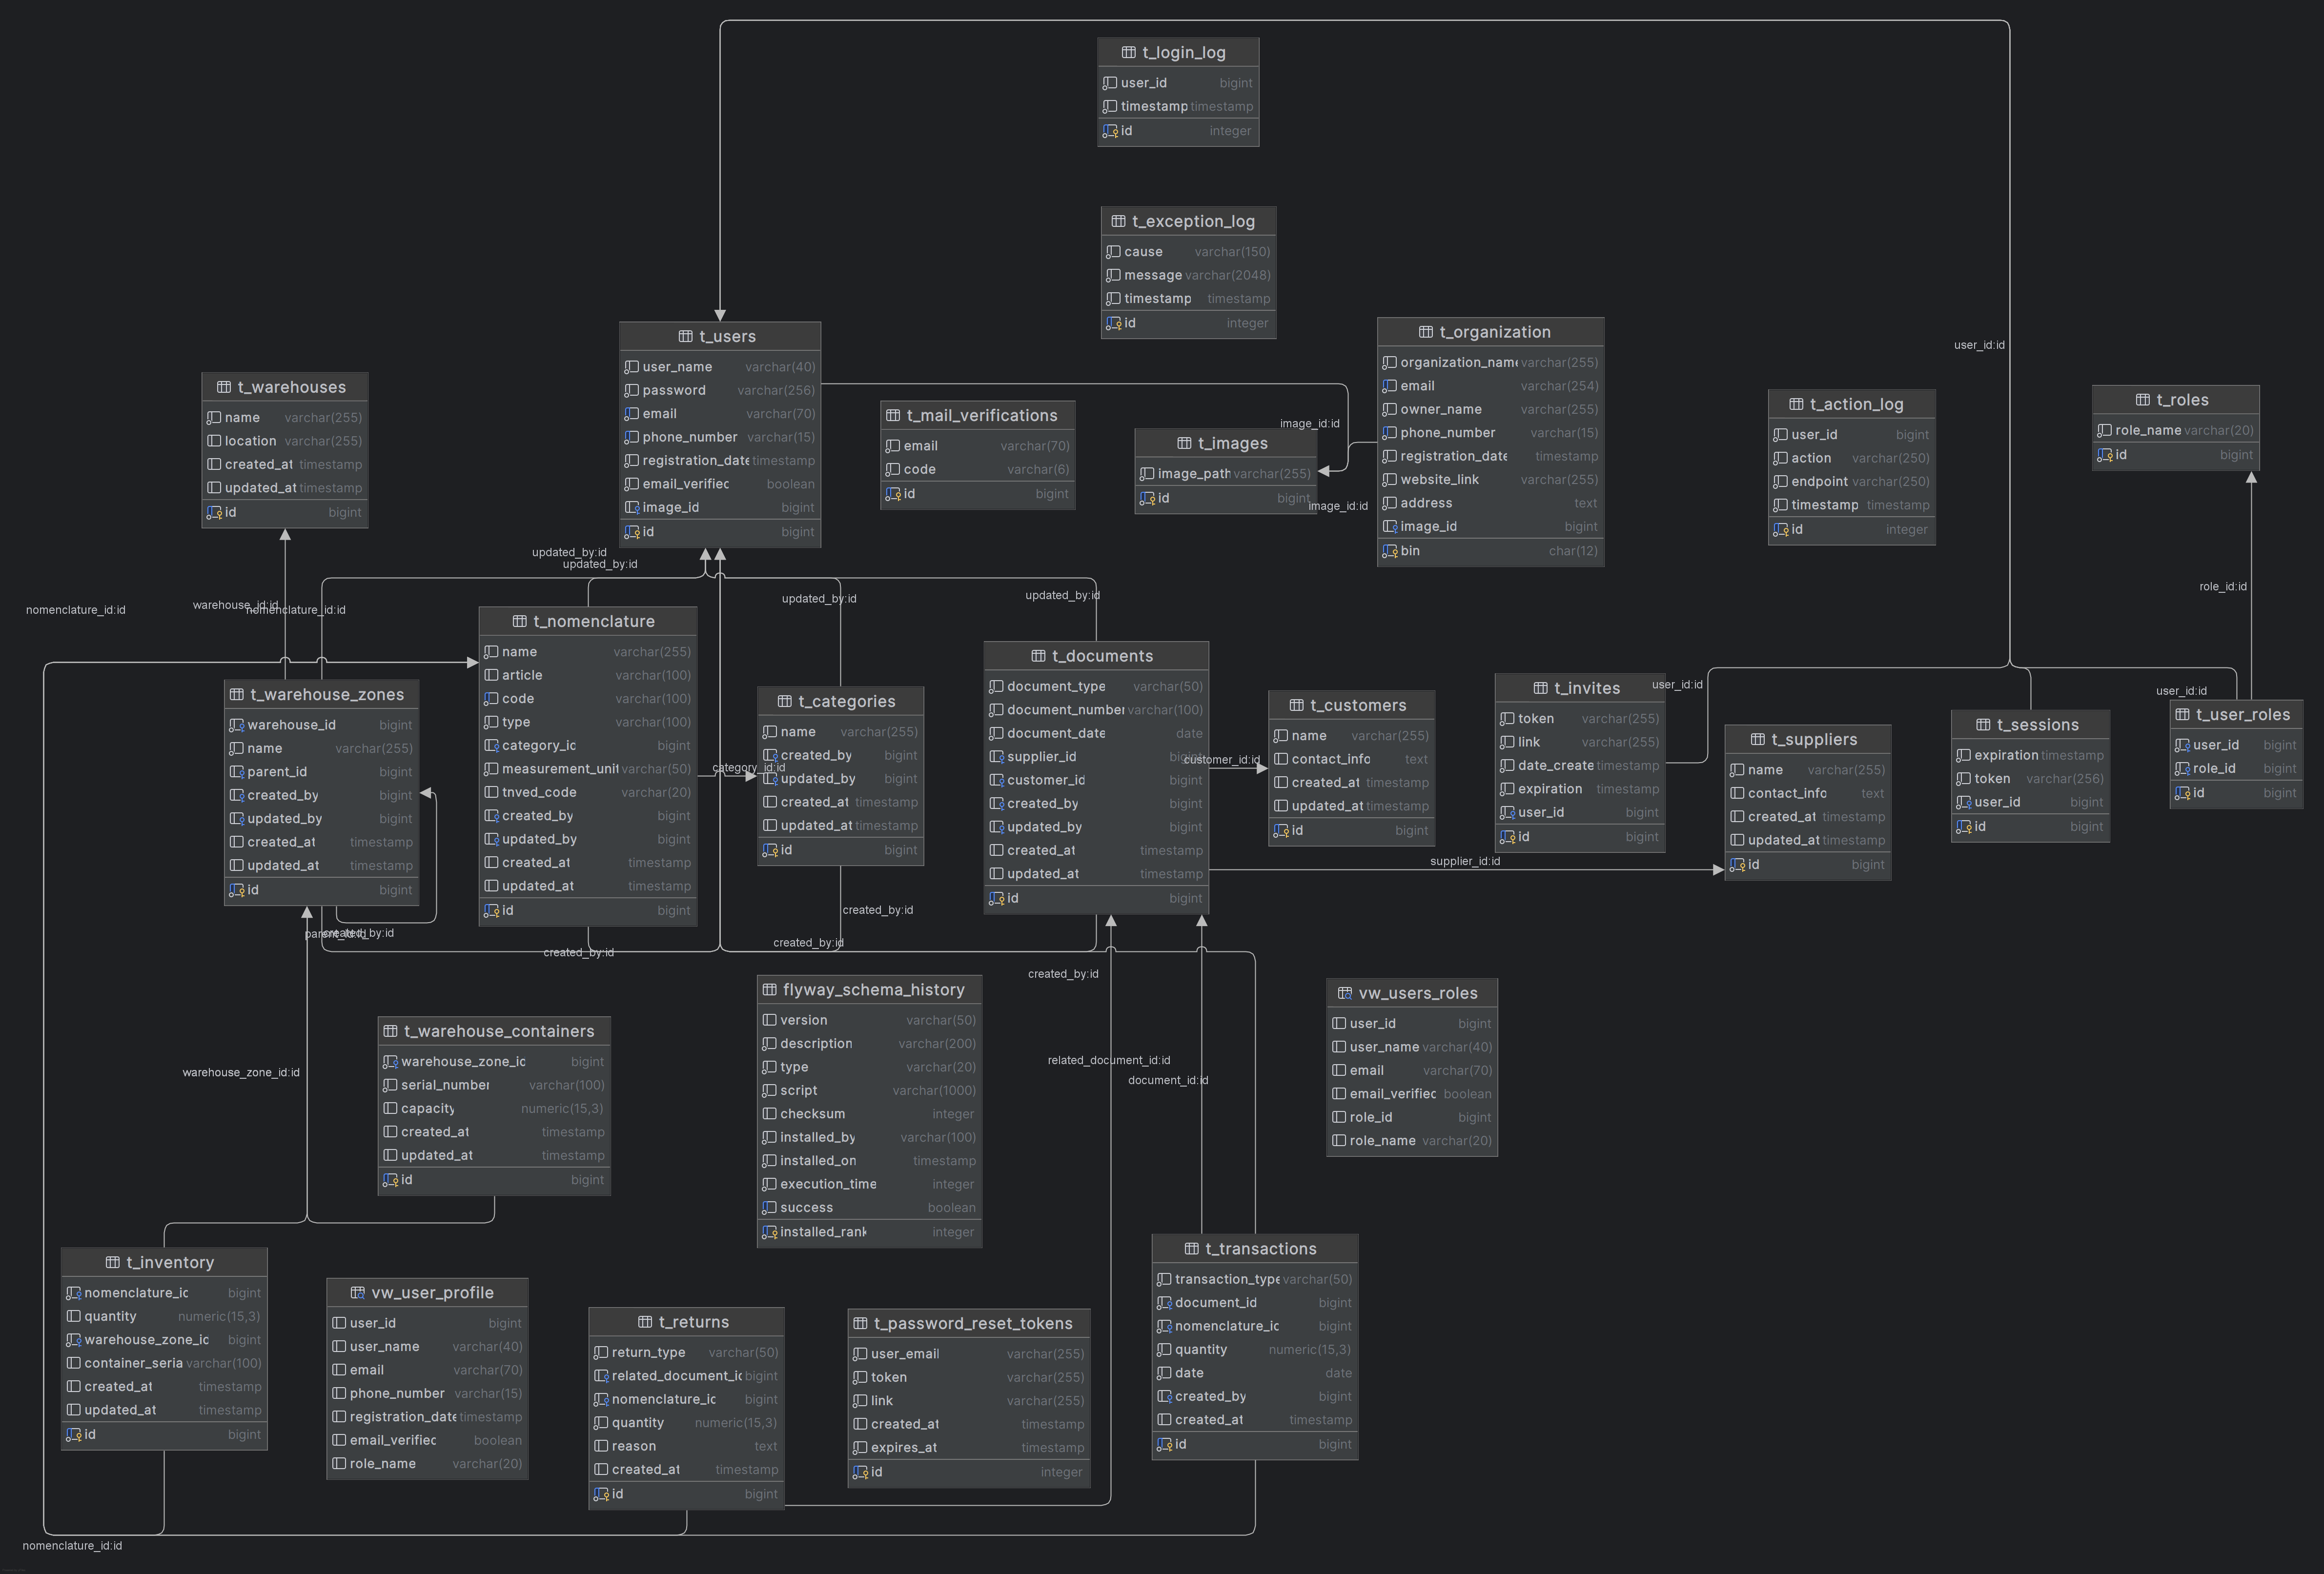 t_login_log
user_id bigint
timestamp timestamp
id integer
t_exception_log
cause varchar(150)
message varchar(2048)
timestamp timestamp
id integer
t_users
user_name varchar(40)
password varchar(256)
email varchar(70)
phone_number varchar(15)
registration_date timestamp
email_verified boolean
image_id bigint
id bigint
t_organization
organization_name varchar(255)
email varchar(254)
owner_name varchar(255)
phone_number varchar(15)
registration_date timestamp
website_link varchar(255)
address text
image_id bigint
bin char(12)
user_id:id
t_warehouses
name varchar(255)
location varchar(255)
created_at timestamp
updated_at timestamp
id bigint
t_mail_verifications
email varchar(70)
code varchar(6)
id bigint
image_id:id
t_images
image_path varchar(255)
id bigint
image_id:id
t_action_log
user_id bigint
action varchar(250)
endpoint varchar(250)
timestamp timestamp
id integer
t_roles
role_name varchar(20)
id bigint
updated_by:id
updated_by:id
updated_by:id
updated_by:id
role_id:id
nomenclature_id:id
warehouse_id:id
nomenclature_id:id
t_nomenclature
name varchar(255)
article varchar(100)
code varchar(100)
type varchar(100)
category_id bigint
measurement_unit varchar(50)
tnved_code varchar(20)
created_by bigint
updated_by bigint
created_at timestamp
updated_at timestamp
id bigint
t_warehouse_zones
warehouse_id bigint
name varchar(255)
parent_id bigint
created_by bigint
updated_by bigint
created_at timestamp
updated_at timestamp
id bigint
category_id:id
t_categories
name varchar(255)
created_by bigint
updated_by bigint
created_at timestamp
updated_at timestamp
id bigint
t_documents
document_type varchar(50)
document_number varchar(100)
document_date date
supplier_id bigint
customer_id bigint
created_by bigint
updated_by bigint
created_at timestamp
updated_at timestamp
id bigint
customer_id:id
t_customers
name varchar(255)
contact_info text
created_at timestamp
updated_at timestamp
id bigint
supplier_id:id
t_invites
token varchar(255)
link varchar(255)
date_create timestamp
expiration timestamp
user_id bigint
id bigint
user_id:id
t_suppliers
name varchar(255)
contact_info text
created_at timestamp
updated_at timestamp
id bigint
t_sessions
expiration timestamp
token varchar(256)
user_id bigint
id bigint
user_id:id
t_user_roles
user_id bigint
role_id bigint
id bigint
parent_id:id
created_by:id
created_by:id
created_by:id
created_by:id
created_by:id
flyway_schema_history
version varchar(50)
description varchar(200)
type varchar(20)
script varchar(1000)
checksum integer
installed_by varchar(100)
installed_on timestamp
execution_time integer
success boolean
installed_rank integer
vw_users_roles
user_id bigint
user_name varchar(40)
email varchar(70)
email_verified boolean
role_id bigint
role_name varchar(20)
t_warehouse_containers
warehouse_zone_id bigint
serial_number varchar(100)
capacity numeric(15,3)
created_at timestamp
updated_at timestamp
id bigint
warehouse_zone_id:id
related_document_id:id
document_id:id
t_inventory
nomenclature_id bigint
quantity numeric(15,3)
warehouse_zone_id bigint
container_seria varchar(100)
created_at timestamp
updated_at timestamp
id bigint
vw_user_profile
user_id bigint
user_name varchar(40)
email varchar(70)
phone_number varchar(15)
registration_date timestamp
email_verified boolean
role_name varchar(20)
t_returns
return_type varchar(50)
related_document_id bigint
nomenclature_id bigint
quantity numeric(15,3)
reason text
created_at timestamp
id bigint
t_password_reset_tokens
user_email varchar(255)
token varchar(255)
link varchar(255)
created_at timestamp
expires_at timestamp
id integer
t_transactions
transaction_type varchar(50)
document_id bigint
nomenclature_id bigint
quantity numeric(15,3)
date date
created_by bigint
created_at timestamp
id bigint
nomenclature_id:id